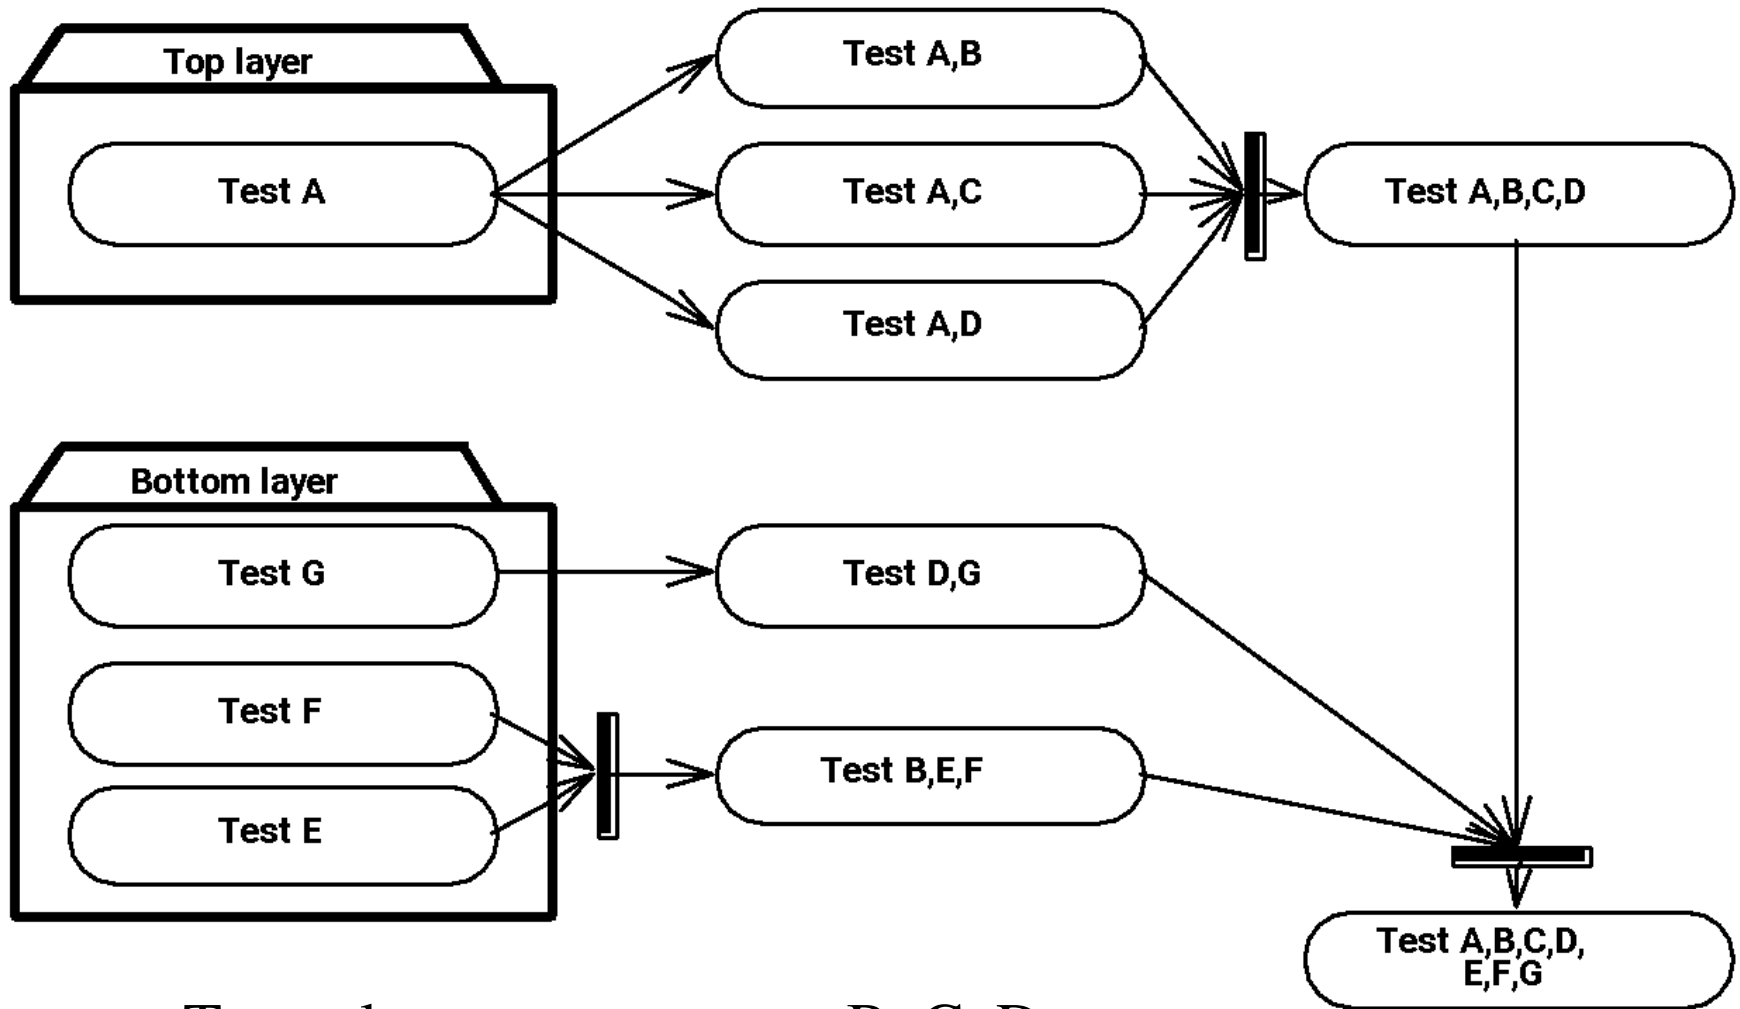 Top layer
Test A
Test A,B
Test A,C
Test A,D
Test A,B,C,D
Bottom layer
Test G
Test F
Test E
Test D,G
Test B,E,F
Test A,B,C,D,
E,F,G